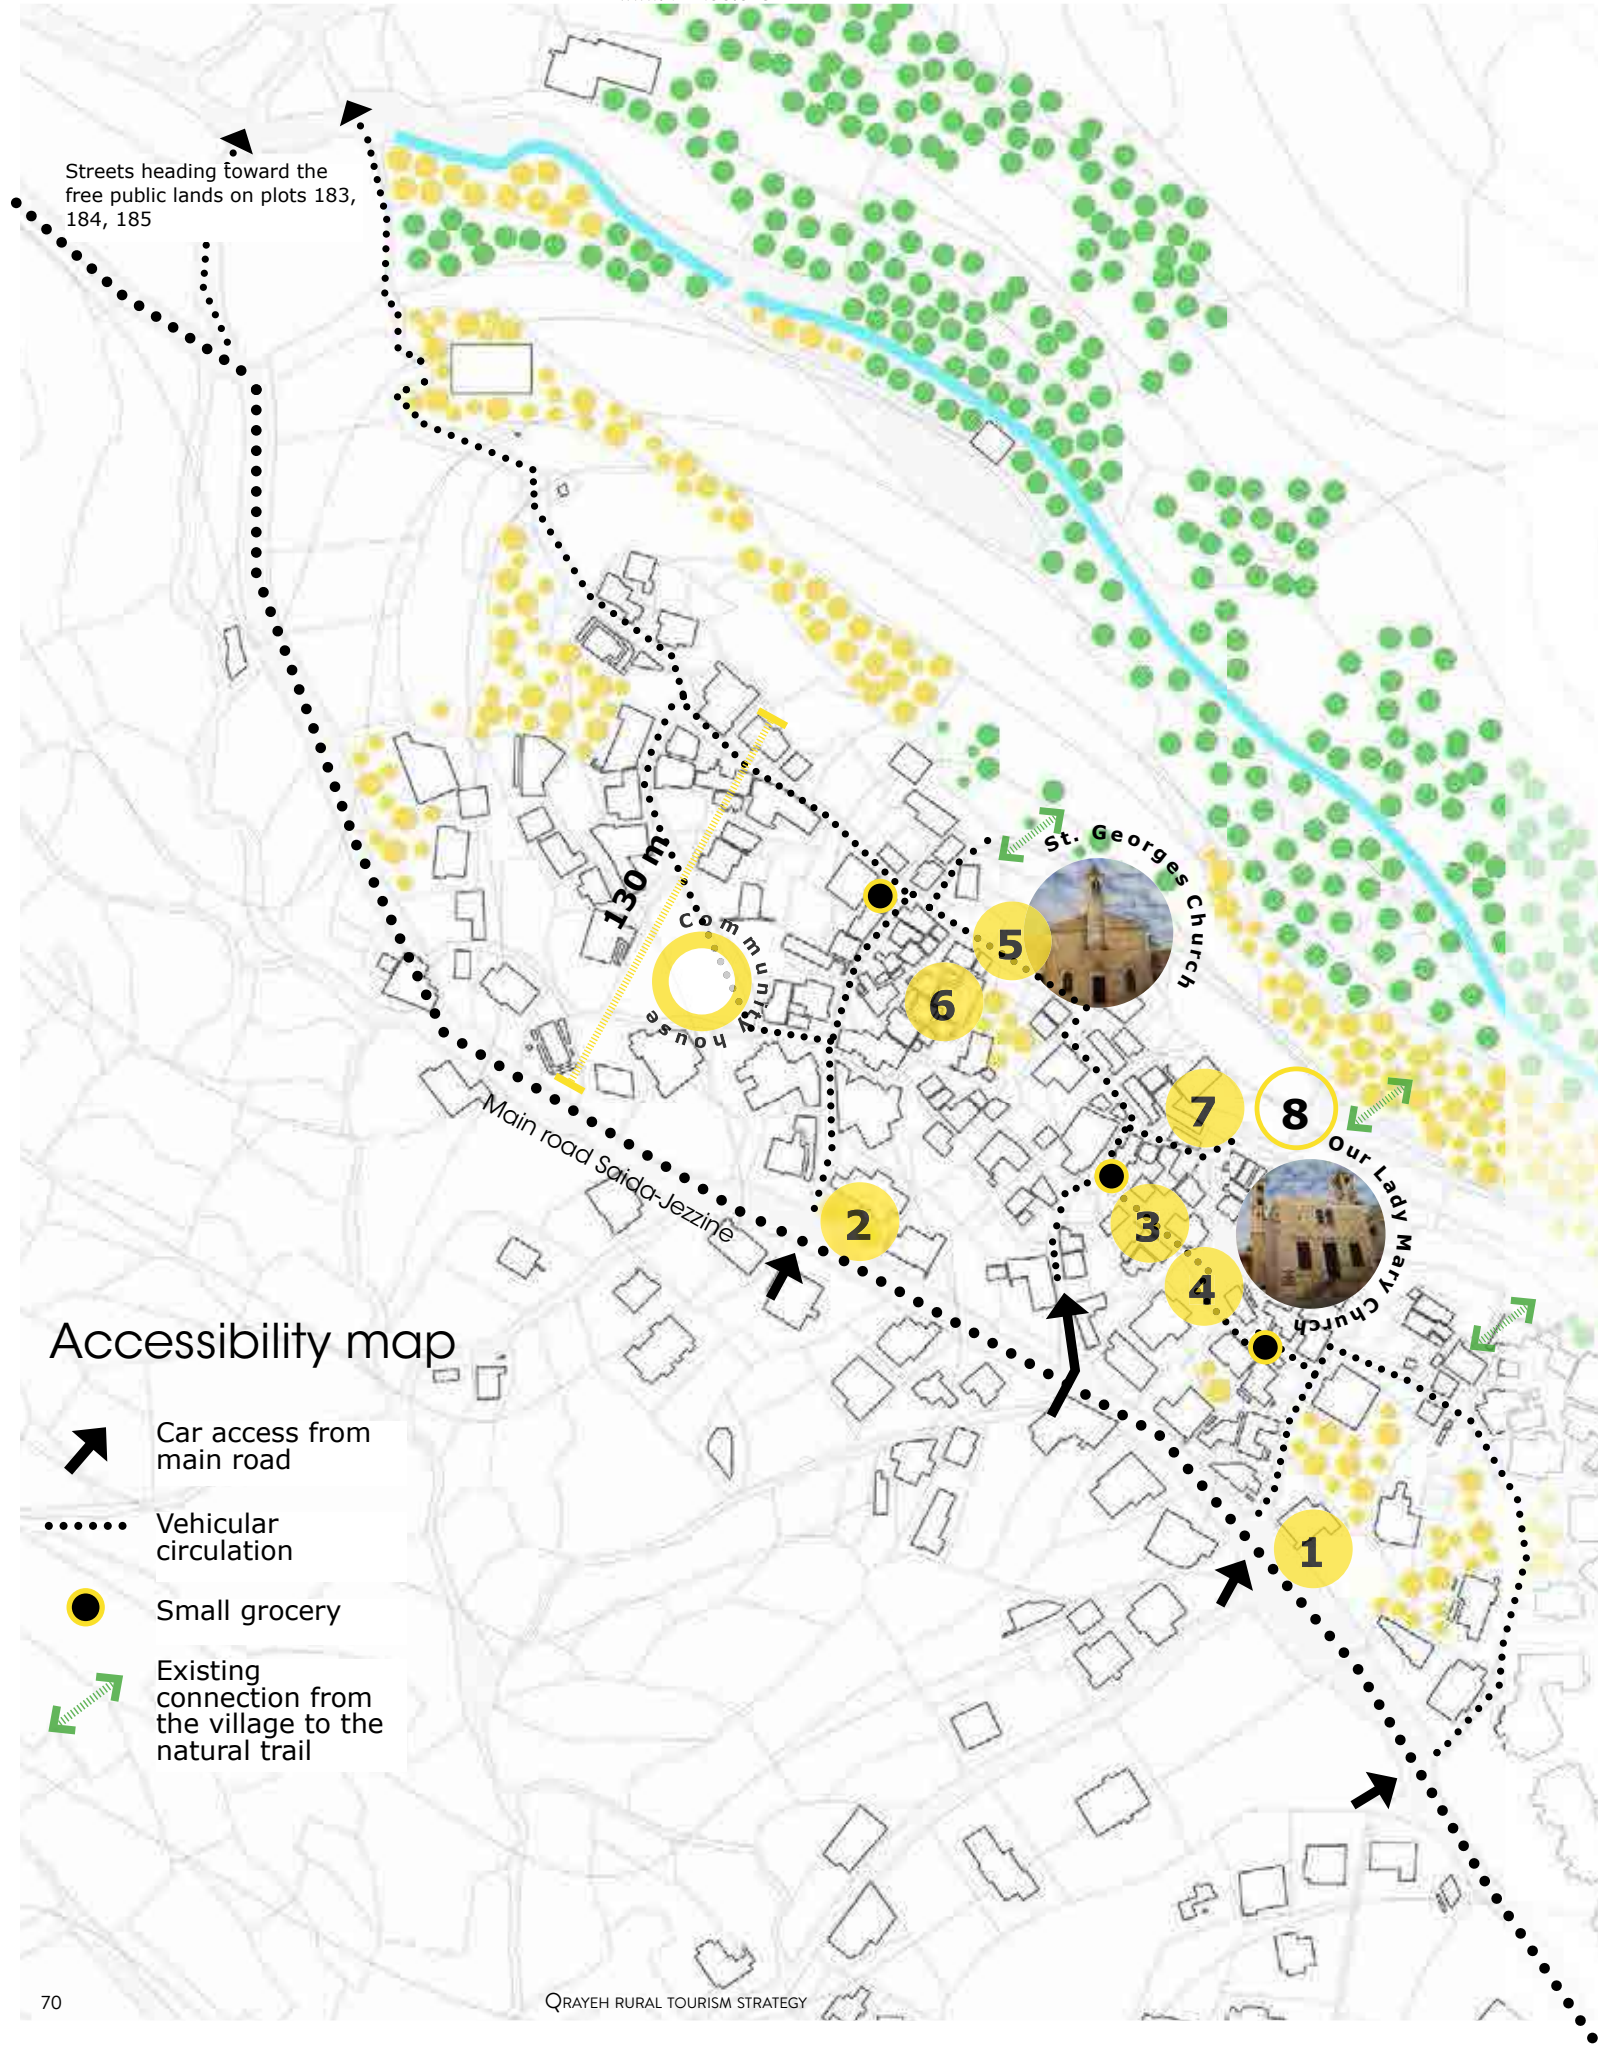 Streets heading toward the
free public lands on plots 183,
184, 185
130 m
Community
house
St. Georges Church
5
6
7
8
Our Lady Mary Church
Main road Saida-Jezzine
2
3
4
1
Accessibility map
Car access from
main road
Vehicular
circulation
Small grocery
Existing
connection from
the village to the
natural trail
70
QRAYEH RURAL TOURISM STRATEGY